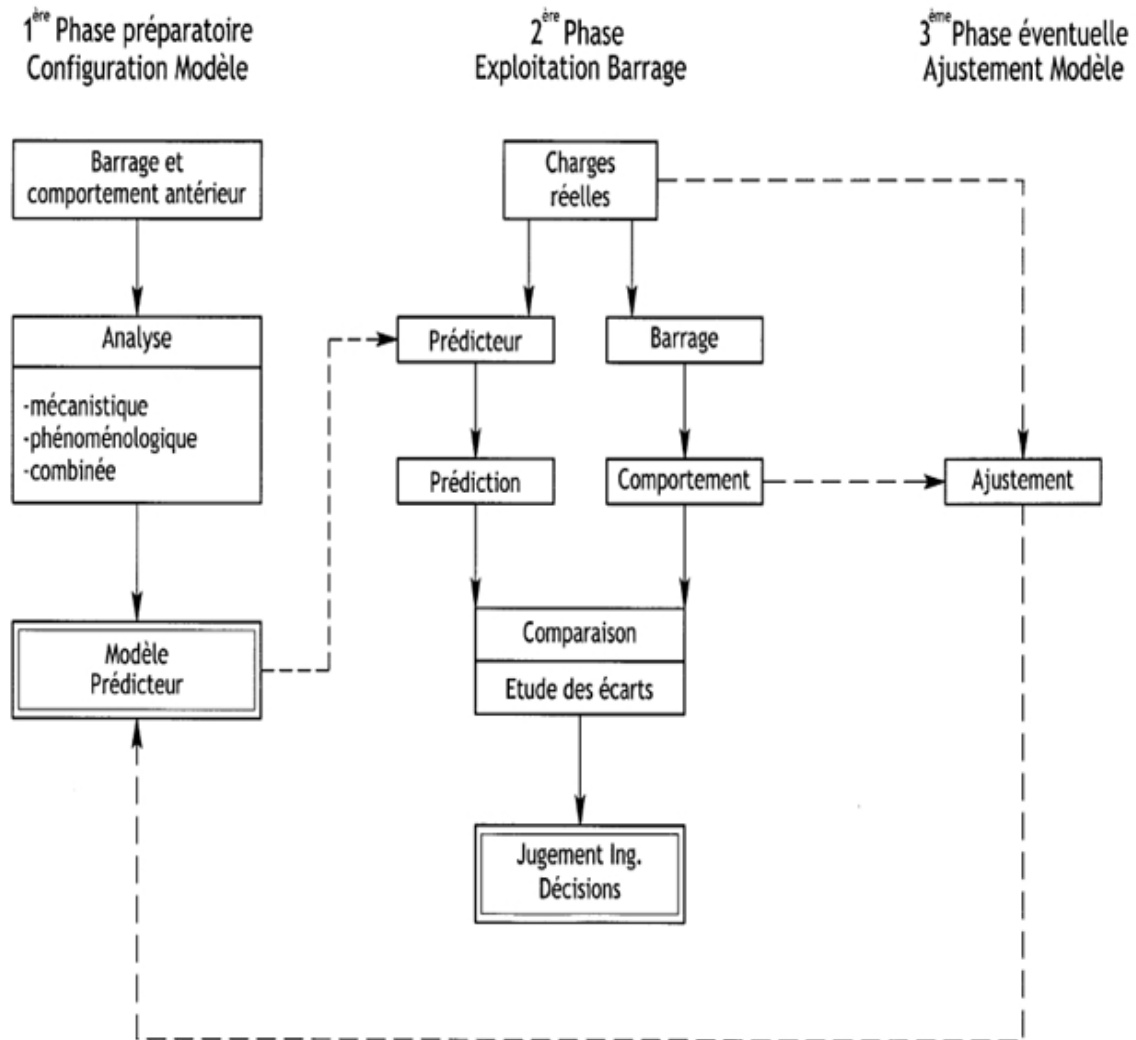 1ère Phase préparatoire
Configuration Modèle
2ère Phase
Exploitation Barrage
3ème Phase éventuelle
Ajustement Modèle
Barrage et
comportement antérieur
Analyse
-mécanistique
-phénoménologique
-combinée
Modèle
Prédicteur
Charges
réelles
Prédicteur
Barrage
Prédiction
Comportement
Comparaison
Etude des écarts
Jugement Ing.
Décisions
Ajustement